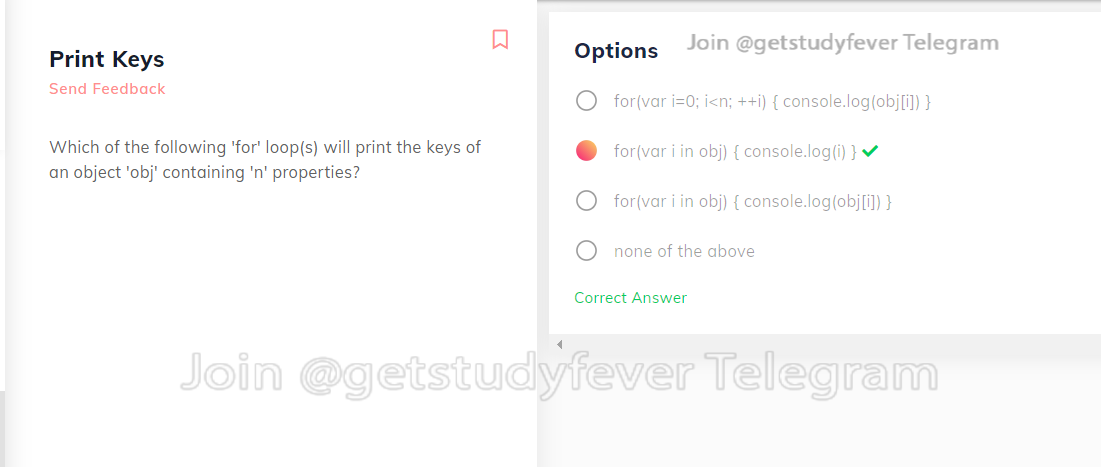 Print Keys
Send Feedback
Which of the following 'for' loop(s) will print the keys of
an object 'obj' containing 'n' properties?
Options
Join @getstudyfever Telegram
for(var i=0; i<n; ++i) { console.log(obj[i]) }
for(var i in obj) { console.log(i) }
for(var i in obj) { console.log(obj[i]) }
none of the above
Correct Answer
Join @getstudyfever Telegram